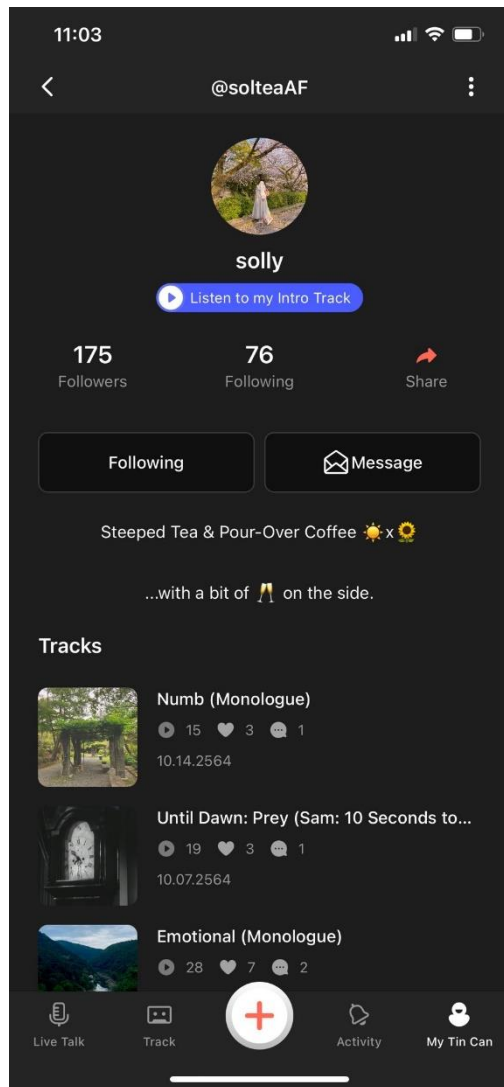 11:03
@solteaAF
solly
Listen to my Intro Track
175 76
Followers Following Share
Following Message
Steeped Tea & Pour-Over Coffee ☀️x🌻
...with a bit of 🥂 on the side.
Tracks
Numb (Monologue)
15 3 1
10.14.2564
Until Dawn: Prey (Sam: 10 Seconds to...
19 3 1
10.07.2564
Emotional (Monologue)
28 7 2
Live Talk Track Activity My Tin Can